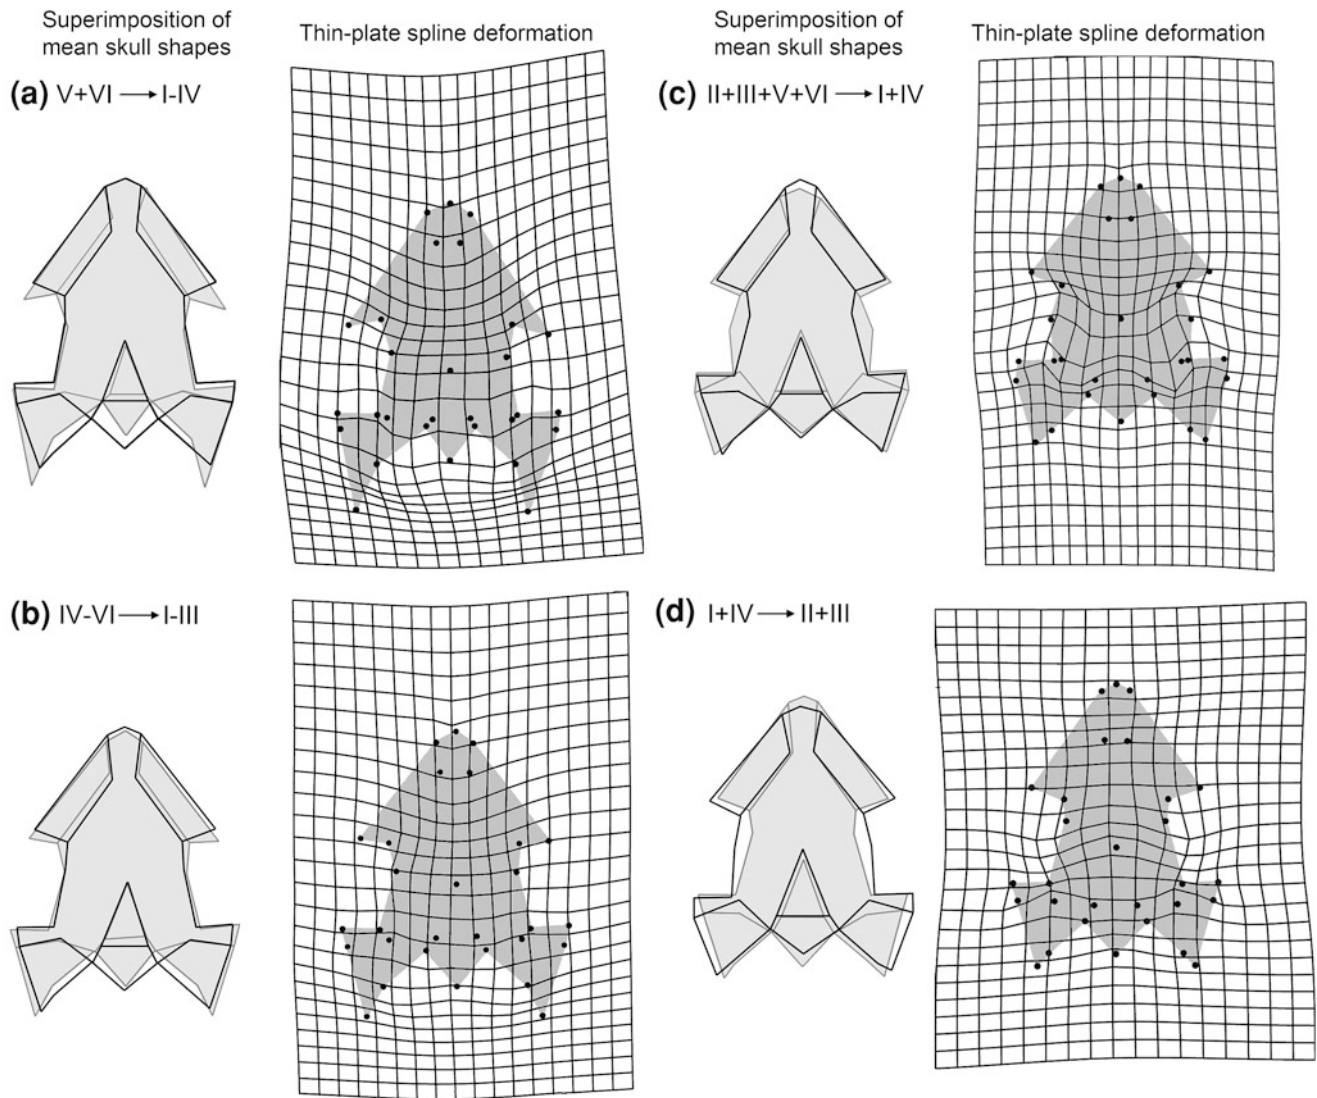 Superimposition of
mean skull shapes
Thin-plate spline deformation
(a) V+VI → I-IV
(b) IV-VI → I-III
Superimposition of
mean skull shapes
Thin-plate spline deformation
(c) II+III+V+VI → I+IV
(d) I+IV → II+III